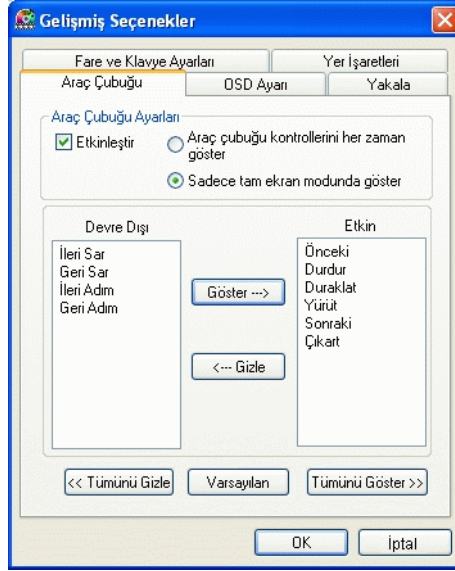 Gelişmiş Seçenekler
Fare ve Klavye Ayarları
Yer İşaretleri
Araç Çubuğu
OSD Ayarı
Yakala
Araç Çubuğu Ayarları
Etkinleştir
Araç çubuğu kontrollerini her zaman
göster
Sadece tam ekran modunda göster
Devre Dışı
Etkin
İleri Sar
Geri Sar
İleri Adım
Geri Adım
Göster --->
<--- Gizle
Önceki
Durdur
Duraklat
Yürüt
Sonraki
Çıkart
<< Tümünü Gizle
Varsayılan
Tümünü Göster >>
OK
İptal